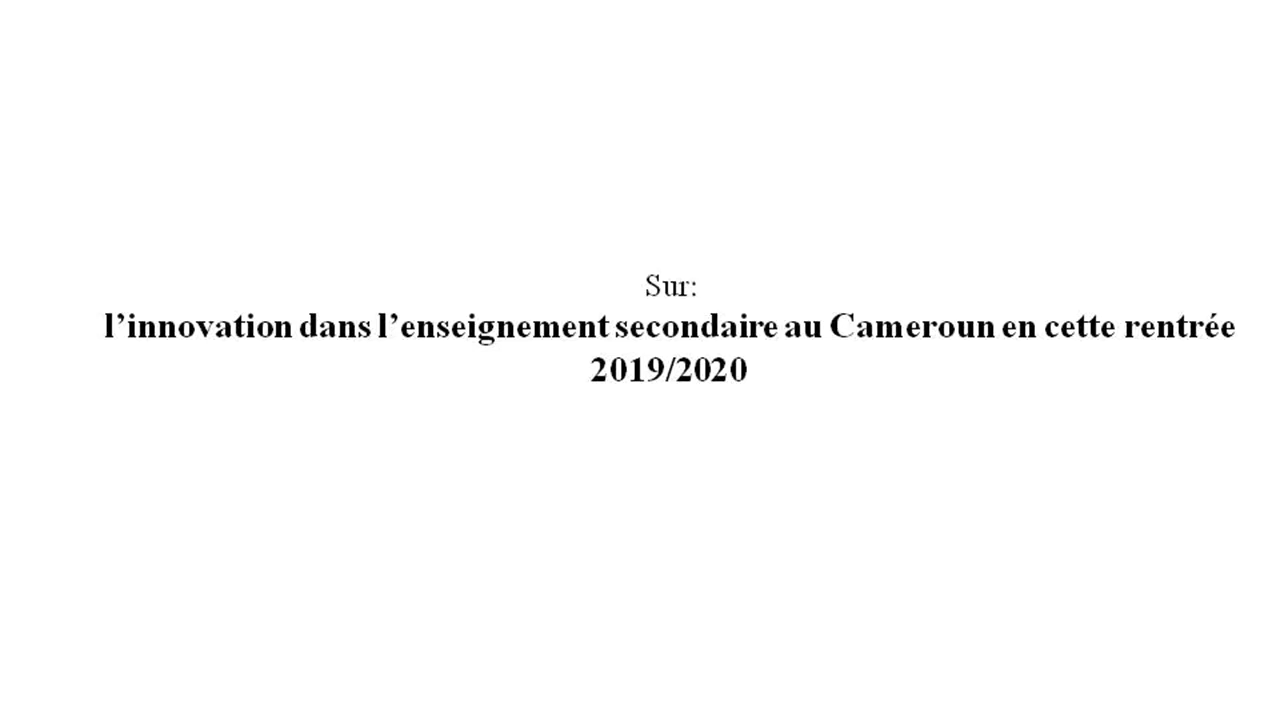 Sur:
l’innovation dans l’enseignement secondaire au Cameroun en cette rentrée
2019/2020